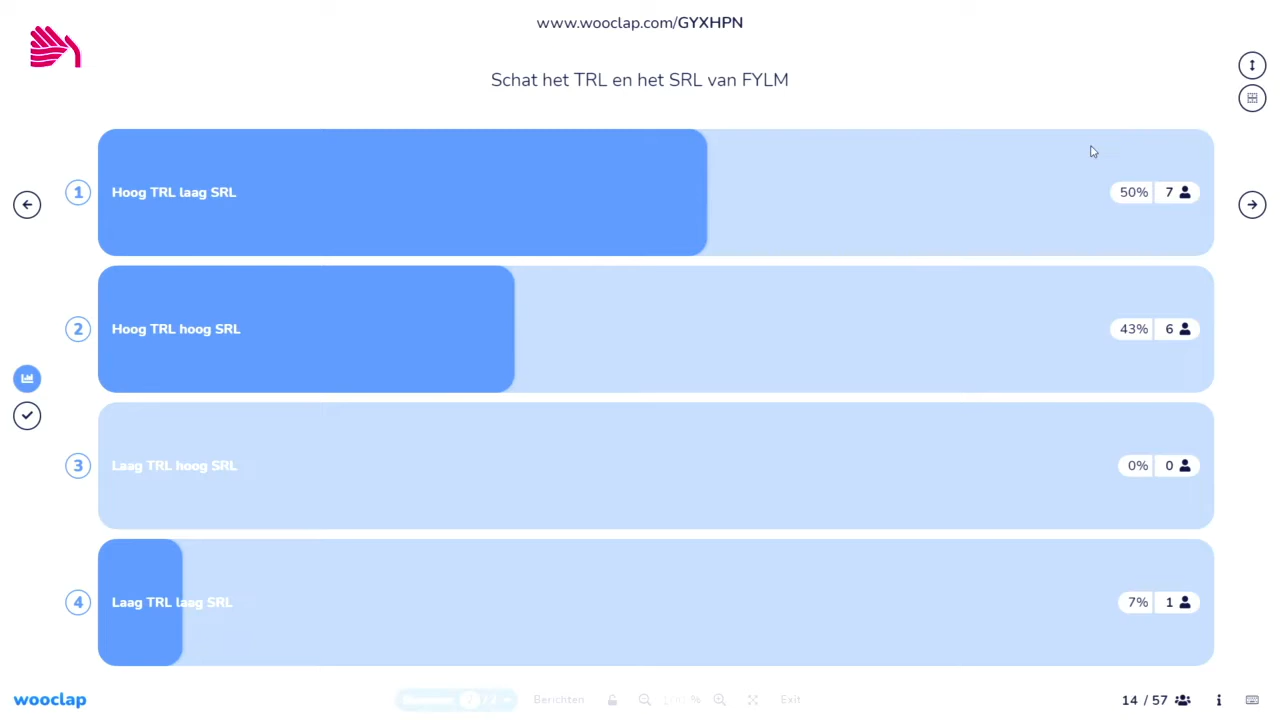 www.wooclap.com/GYXHPN
Schat het TRL en het SRL van FYLM
1 Hoog TRL laag SRL 50% 7
2 Hoog TRL hoog SRL 43% 6
3 Laag TRL hoog SRL 0% 0
4 Laag TRL laag SRL 7% 1
wooclap Berichten Exit 14 / 57